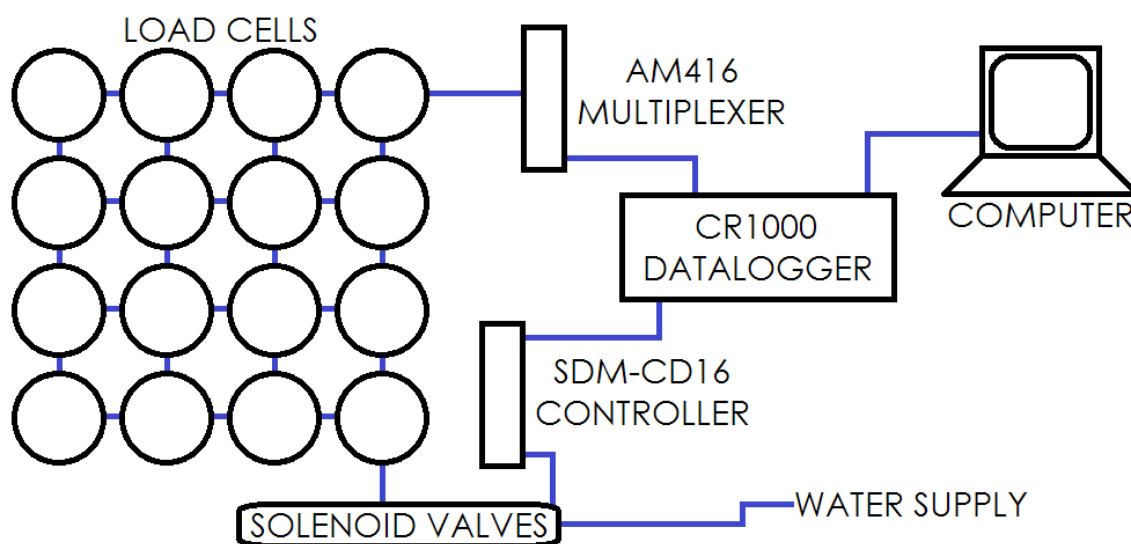 LOAD CELLS
AM416
MULTIPLEXER
COMPUTER
CR1000
DATALOGGER
SDM-CD16
CONTROLLER
SOLENOID VALVES
WATER SUPPLY